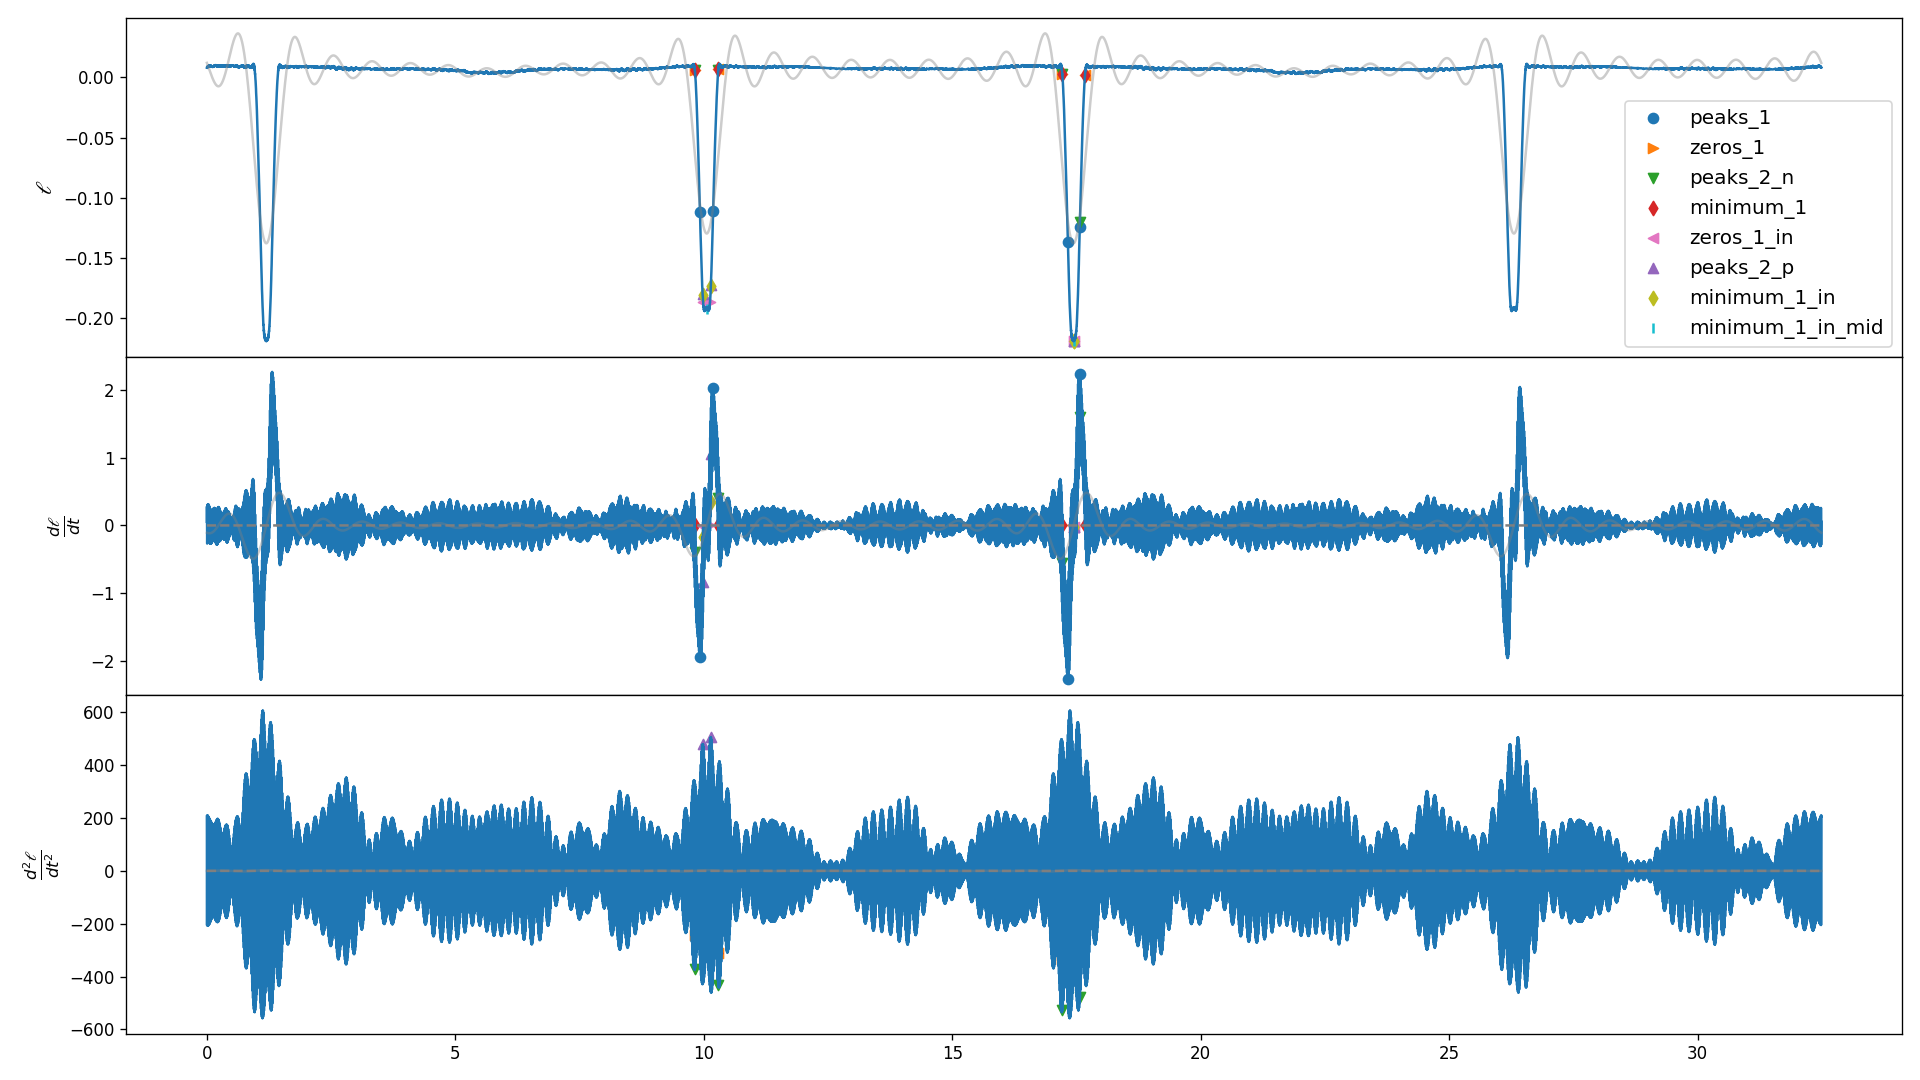 0.00
−0.05
−0.10
−0.15
−0.20
ℓ
peaks_1
zeros_1
peaks_2_n
minimum_1
zeros_1_in
peaks_2_p
minimum_1_in
minimum_1_in_mid
2
1
0
−1
−2
dℓ
dt
600
400
200
0
−200
−400
−600
d²ℓ
dt²
0 5 10 15 20 25 30